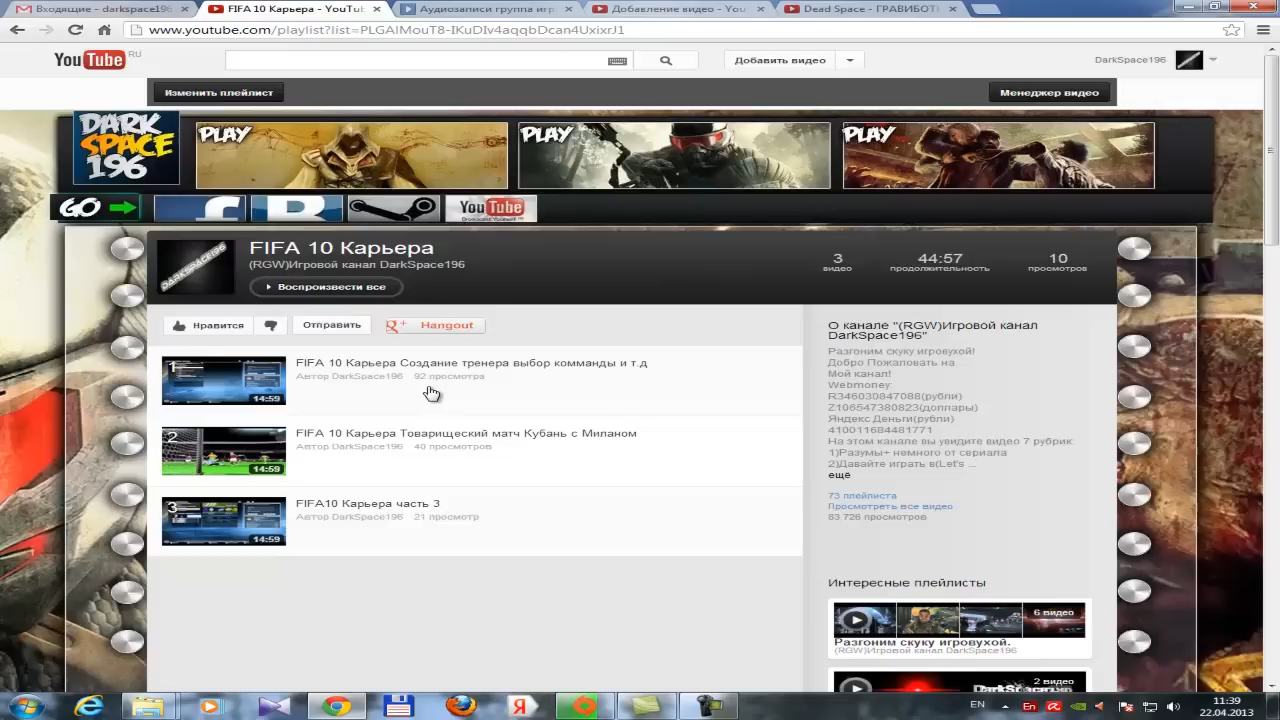 Входящие - darkspace196
FIFA 10 Карьера - YouTu
Аудиозаписи группа игр
Добавление видео - You
Dead Space - ГРАВИБОТ
www.youtube.com/playlist?list=PLGAIMouT8-IKuDIv4aqqbDcan4UxixrJ1
YouTube RU
Добавить видео
DarkSpace196
Изменить плейлист
Менеджер видео
DARK
SPACE
196
PLAY
PLAY
PLAY
GO
YouTube
FIFA 10 Карьера
(RGW)Игровой канал DarkSpace196
Воспроизвести все
DARKSPACE196
3
видео
44:57
продолжительность
10
просмотров
Нравится
Отправить
g+ Hangout
1
14:59
FIFA 10 Карьера Создание тренера выбор комманды и т.д
Автор DarkSpace196 92 просмотра
2
14:59
FIFA 10 Карьера Товарищеский матч Кубань с Миланом
Автор DarkSpace196 40 просмотров
3
14:59
FIFA10 Карьера часть 3
Автор DarkSpace196 21 просмотр
О канале "(RGW)Игровой канал
DarkSpace196"
Разгоним скуку игровухой!
Добро Пожаловать на
Мой канал!
Webmoney:
R346030847088(рубли)
Z106547380823(доллары)
Яндекс Деньги(рубли)
410011684481771
На этом канале вы увидите видео 7 рубрик:
1)Разумы+ немного от сериала
2)Давайте играть в(Let's ...
ещё
73 плейлиста
Просмотреть все видео
83 726 просмотров
Интересные плейлисты
6 видео
Разгоним скуку игровухой.
(RGW)Игровой канал DarkSpace196
2 видео
EN
En
11:39
22.04.2013